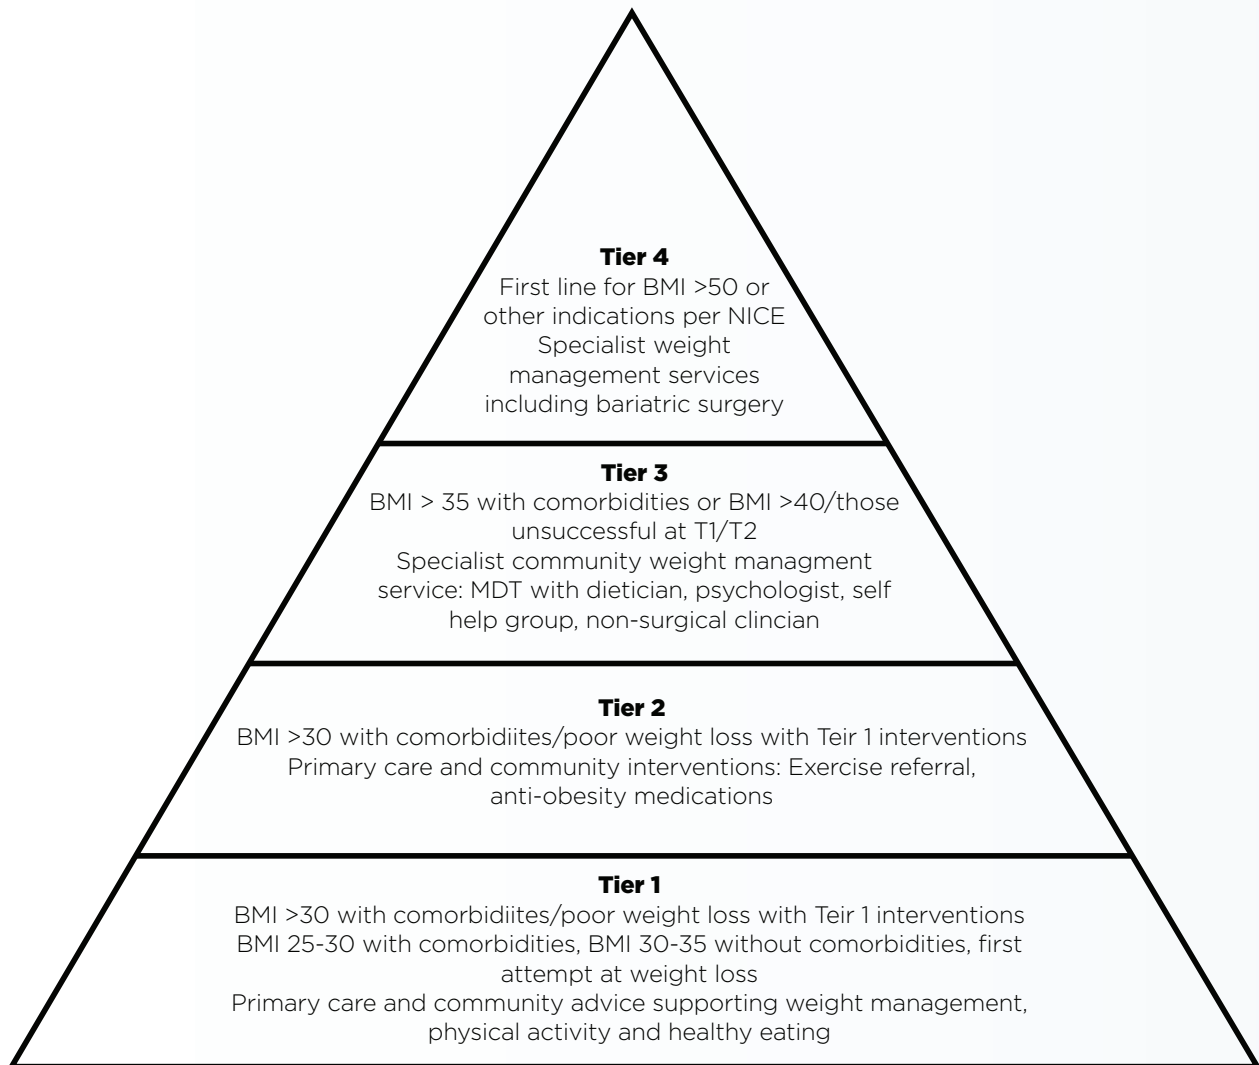 Tier 4
First line for BMI >50 or
other indications per NICE
Specialist weight
management services
including bariatric surgery
Tier 3
BMI > 35 with comorbidities or BMI >40/those
unsuccessful at T1/T2
Specialist community weight managment
service: MDT with dietician, psychologist, self
help group, non-surgical clincian
Tier 2
BMI >30 with comorbidiites/poor weight loss with Teir 1 interventions
Primary care and community interventions: Exercise referral,
anti-obesity medications
Tier 1
BMI >30 with comorbidiites/poor weight loss with Teir 1 interventions
BMI 25-30 with comorbidities, BMI 30-35 without comorbidities, first
attempt at weight loss
Primary care and community advice supporting weight management,
physical activity and healthy eating